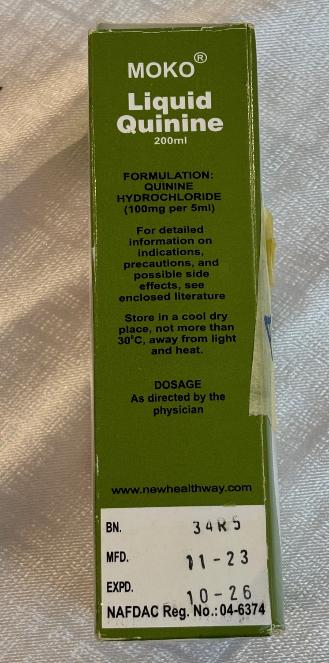 MOKO®
Liquid
Quinine
200ml
FORMULATION:
QUININE
HYDROCHLORIDE
(100mg per 5ml)
For detailed
information on
indications,
precautions, and
possible side
effects, see
enclosed literature
Store in a cool dry
place, not more than
30°C, away from light
and heat.
DOSAGE
As directed by the
physician
www.newhealthway.com
BN. 34R5
MFD. 11-23
EXPD. 10-26
NAFDAC Reg. No.:04-6374